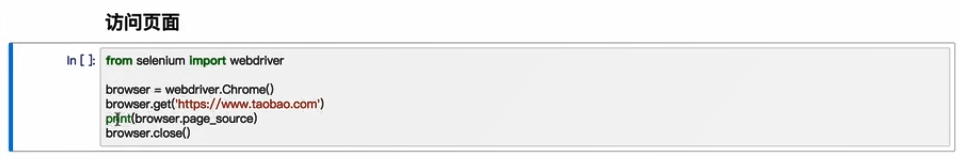 访问页面
In [ ]: from selenium import webdriver
browser = webdriver.Chrome()
browser.get('https://www.taobao.com')
print(browser.page_source)
browser.close()